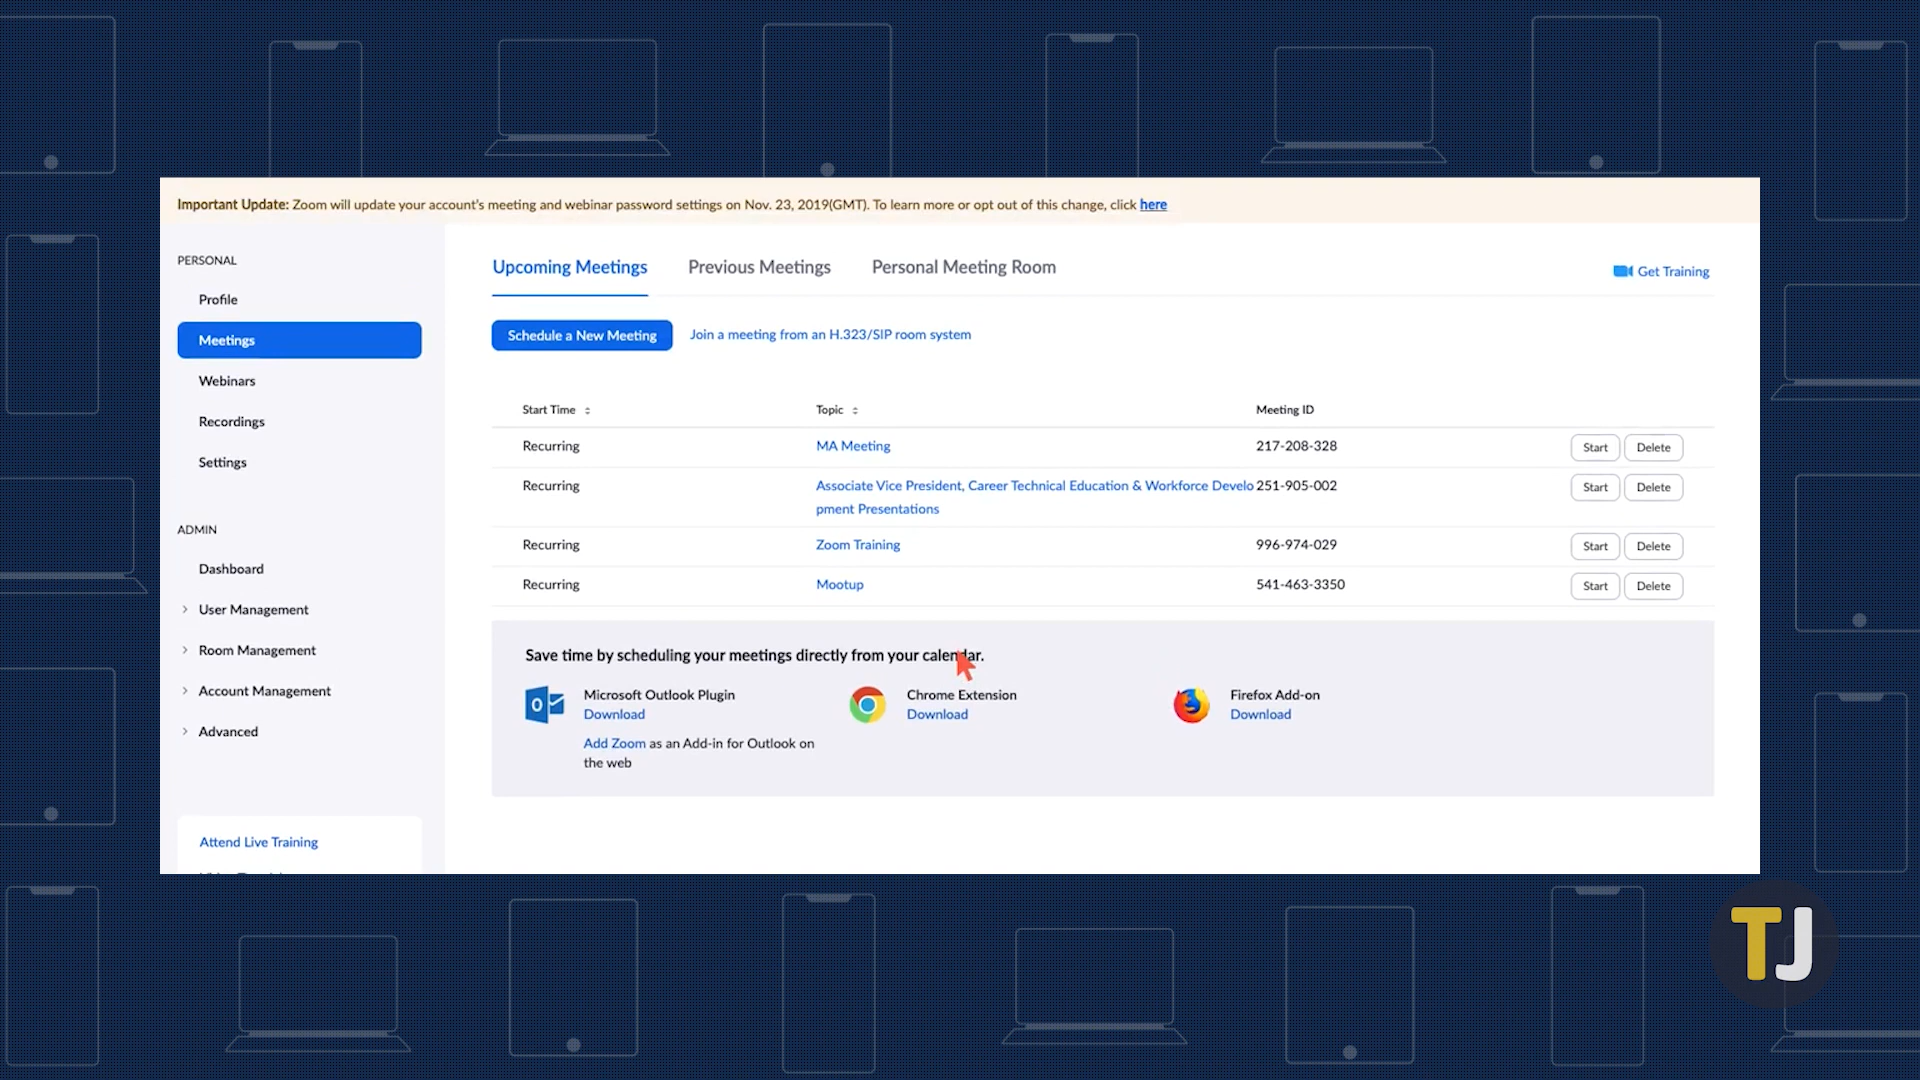 Important Update: Zoom will update your account's meeting and webinar password settings on Nov. 23, 2019(GMT). To learn more or opt out of this change, click here
PERSONAL
Profile
Meetings
Webinars
Recordings
Settings
ADMIN
Dashboard
User Management
Room Management
Account Management
Advanced
Attend Live Training
Upcoming Meetings Previous Meetings Personal Meeting Room
Get Training
Schedule a New Meeting Join a meeting from an H.323/SIP room system
Start Time Topic Meeting ID
Recurring MA Meeting 217-208-328 Start Delete
Recurring Associate Vice President, Career Technical Education & Workforce Develo 251-905-002 Start Delete
pment Presentations
Recurring Zoom Training 996-974-029 Start Delete
Recurring Mootup 541-463-3350 Start Delete
Save time by scheduling your meetings directly from your calendar.
Microsoft Outlook Plugin Chrome Extension Firefox Add-on
Download Download Download
Add Zoom as an Add-in for Outlook on
the web
TJ